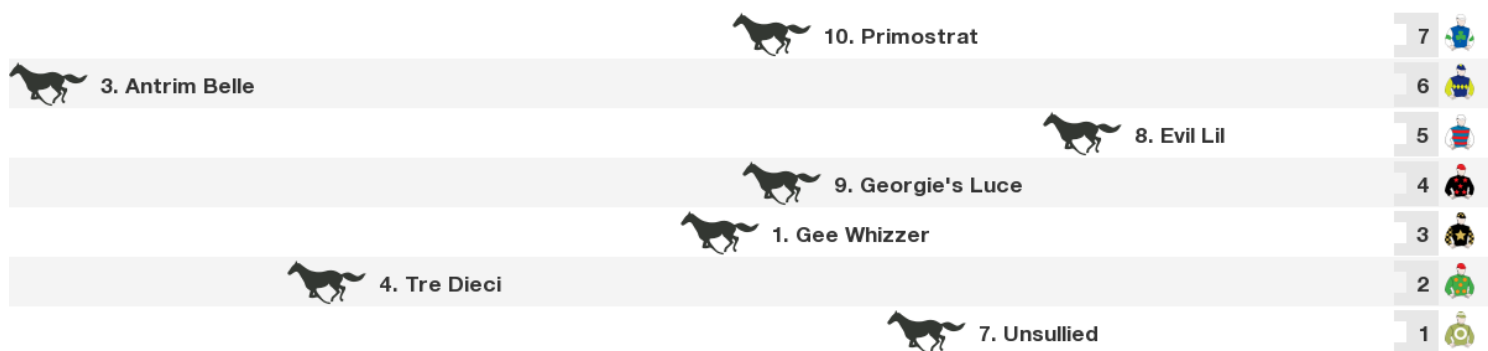 10. Primostrat 7
3. Antrim Belle 6
8. Evil Lil 5
9. Georgie's Luce 4
1. Gee Whizzer 3
4. Tre Dieci 2
7. Unsullied 1